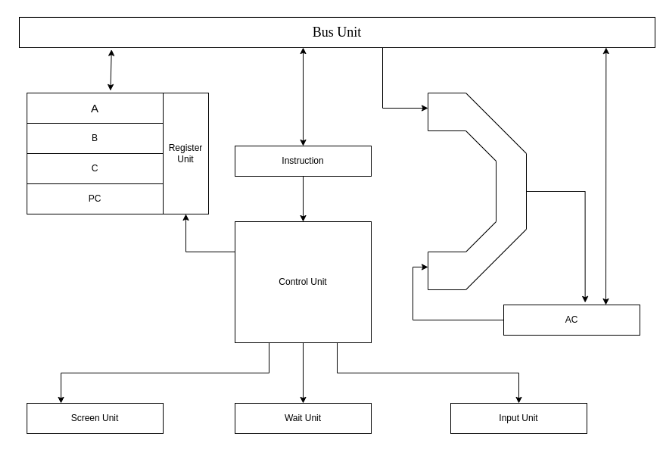 Bus Unit
A
B
C
PC
Register
Unit
Instruction
Control Unit
AC
Screen Unit
Wait Unit
Input Unit